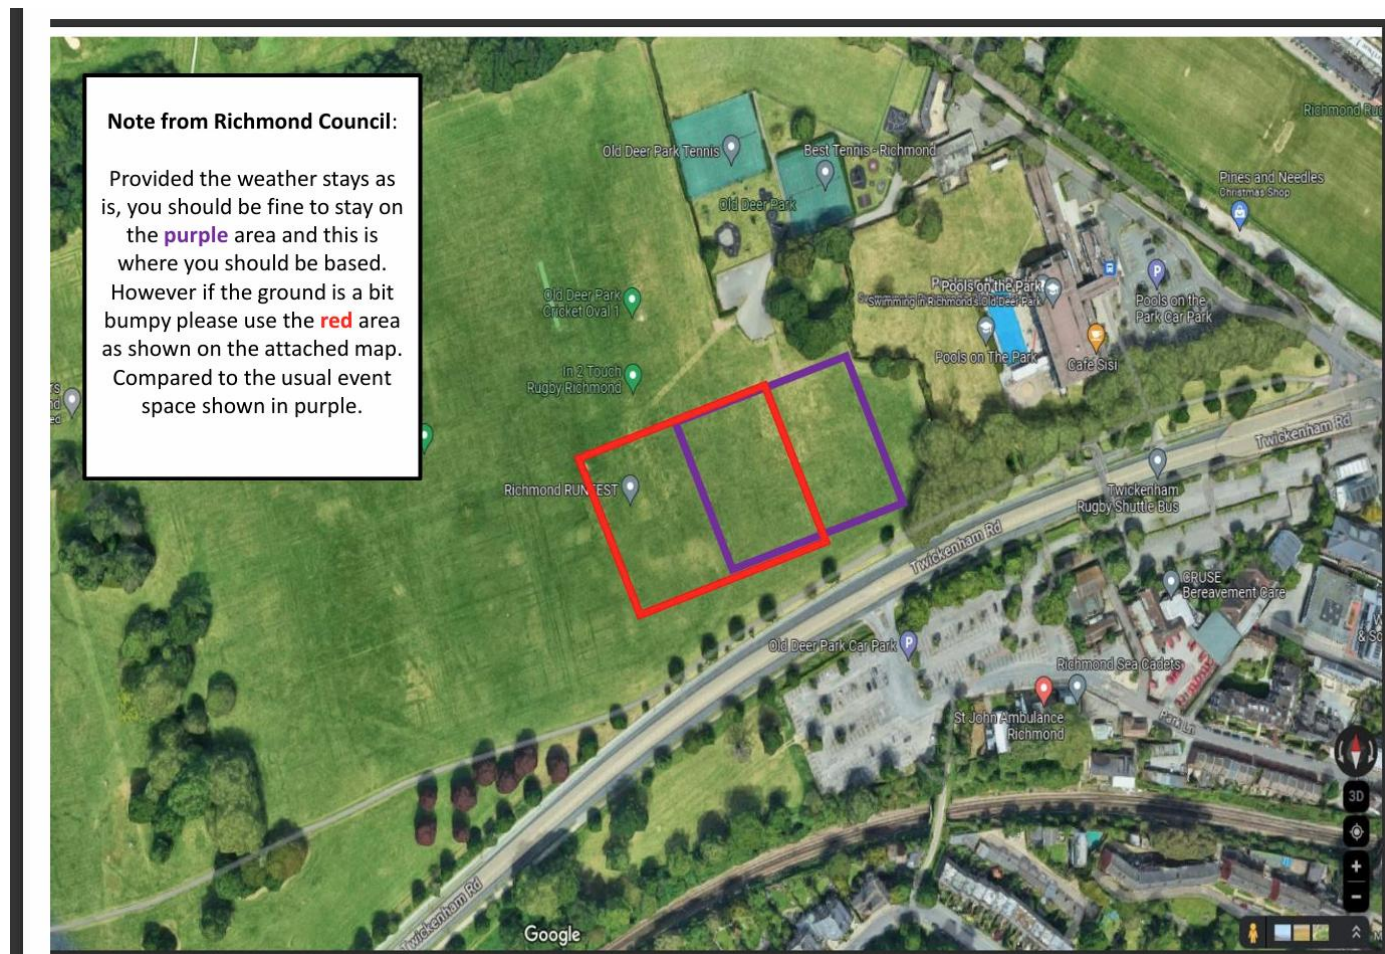 Note from Richmond Council:
Provided the weather stays as
is, you should be fine to stay on
the purple area and this is
where you should be based.
However if the ground is a bit
bumpy please use the red area
as shown on the attached map.
Compared to the usual event
space shown in purple.
Richmond Rug
Old Deer Park Tennis
Best Tennis - Richmond
Old Deer Park
Pines and Needles
Christmas Shop
Old Deer Park
Cricket Oval 1
Pools on the Park
Swimming in Richmond's Old Deer Park
P
Pools on the
Park Car Park
Pools on The Park
Cafe Sisi
In 2 Touch
Rugby Richmond
Twickenham Rd
Richmond RUNFEST
Twickenham
Rugby Shuttle Bus
Twickenham Rd
CRUSE
Bereavement Care
Old Deer Park Car Park
P
Richmond Sea Cadets
St John Ambulance
Richmond
Park Ln
3D
Twickenham Rd
Google